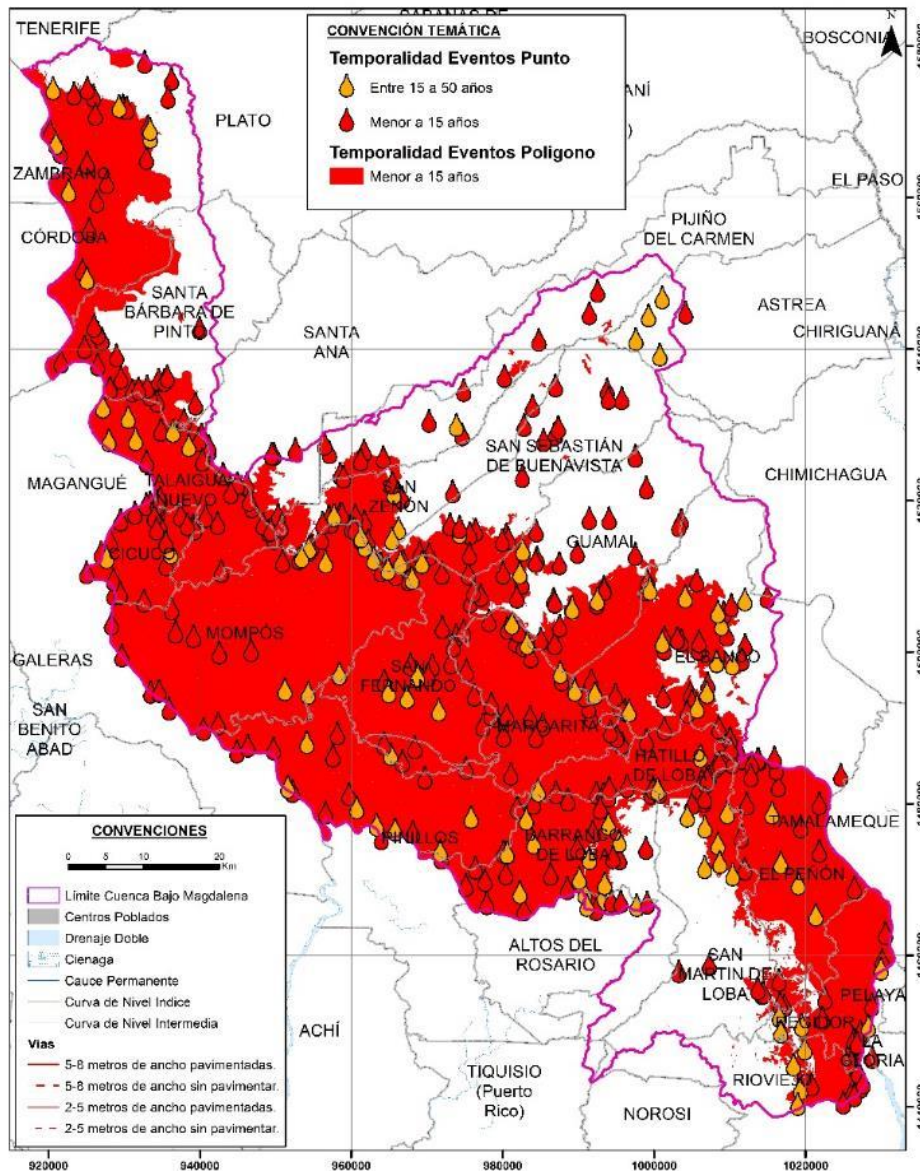 TENERIFE
BOSCONIA
N
CONVENCIÓN TEMÁTICA
Temporalidad Eventos Punto
Entre 15 a 50 años
Menor a 15 años
Temporalidad Eventos Poligono
Menor a 15 años
PLATO
ZAMBRANO
EL PASO
CÓRDOBA
PIJIÑO
DEL CARMEN
SANTA
BÁRBARA DE
PINTO
SANTA
ANA
ASTREA
CHIRIGUANÁ
SAN SEBASTIÁN
DE BUENAVISTA
CHIMICHAGUA
MAGANGUÉ
TALAIGUA
NUEVO
SAN
ZENÓN
CICUCO
GUAMAL
MOMPÓS
GALERAS
SAN
FERNANDO
EL BANCO
SAN
BENITO
ABAD
MARGARITA
HATILLO
DE LOBA
TAMALAMEQUE
PINILLOS
BARRANCO
DE LOBA
EL PEÑÓN
ALTOS DEL
ROSARIO
SAN
MARTIN DE
LOBA
PELAYA
ACHÍ
REGIDOR
LA
GLORIA
TIQUISIO
(Puerto
Rico)
RIOVIEJO
NOROSI
CONVENCIONES
0 5 10 20
Km
Límite Cuenca Bajo Magdalena
Centros Poblados
Drenaje Doble
Cienaga
Cauce Permanente
Curva de Nivel Indice
Curva de Nivel Intermedia
Vias
5-8 metros de ancho pavimentadas.
5-8 metros de ancho sin pavimentar.
2-5 metros de ancho pavimentadas.
2-5 metros de ancho sin pavimentar.
920000 940000 960000 980000 1000000 1020000